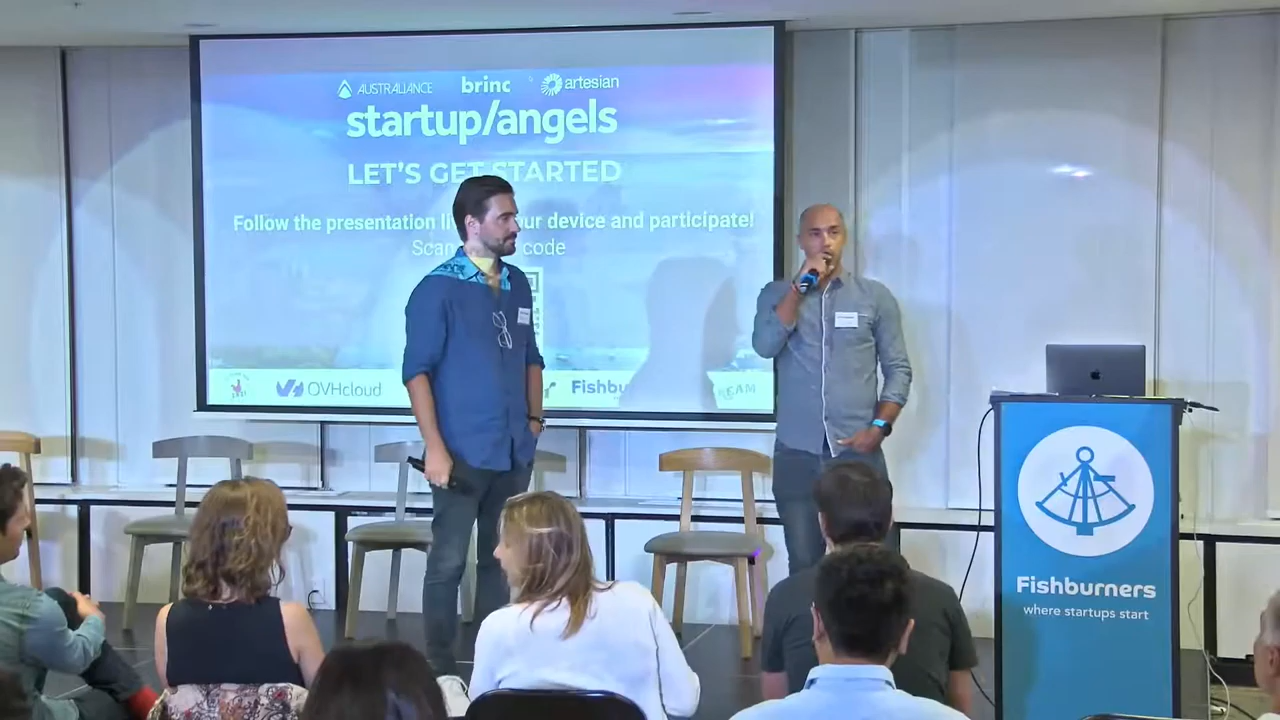 AUSTRALIANCE brinc artesian
startup/angels
LET'S GET STARTED
Follow the presentation your device and participate!
code
OVHcloud
Fishburners
where startups start